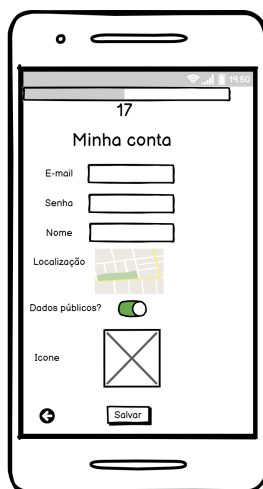 19:50
17
Minha conta
E-mail
Senha
Nome
Localização
Dados públicos?
Icone
Salvar